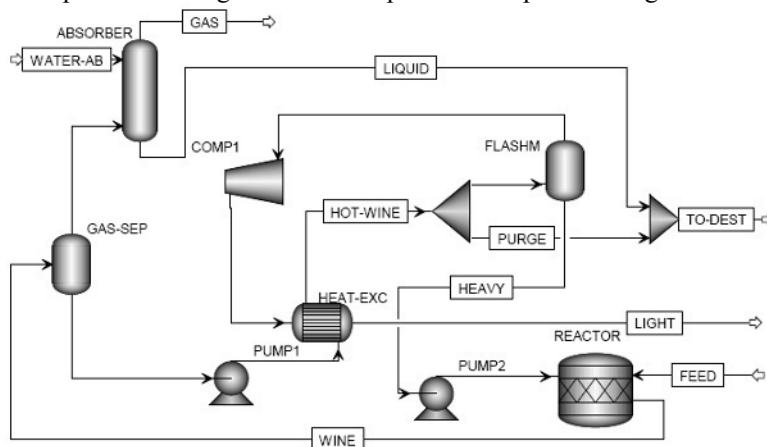 ABSORBER
GAS
WATER-AB
LIQUID
COMP1
FLASHM
HOT-WINE
TO-DEST
GAS-SEP
PURGE
HEAVY
HEAT-EXC
LIGHT
PUMP1
REACTOR
PUMP2
FEED
WINE